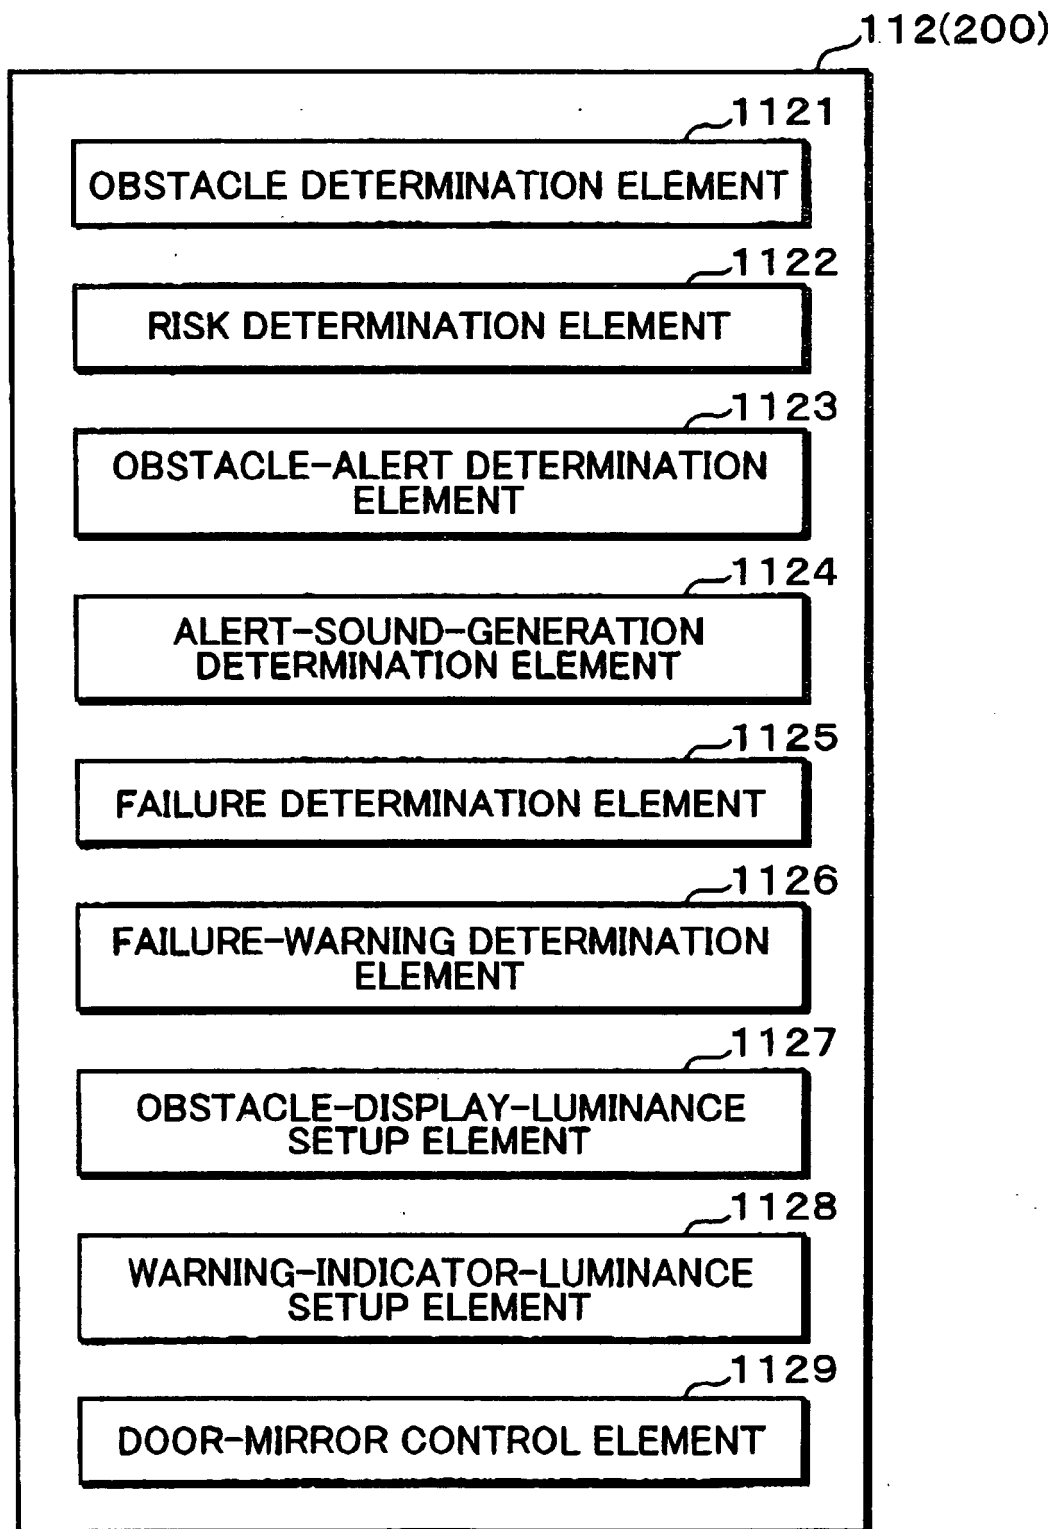 112(200)
1121
OBSTACLE DETERMINATION ELEMENT
1122
RISK DETERMINATION ELEMENT
1123
OBSTACLE-ALERT DETERMINATION
ELEMENT
1124
ALERT-SOUND-GENERATION
DETERMINATION ELEMENT
1125
FAILURE DETERMINATION ELEMENT
1126
FAILURE-WARNING DETERMINATION
ELEMENT
1127
OBSTACLE-DISPLAY-LUMINANCE
SETUP ELEMENT
1128
WARNING-INDICATOR-LUMINANCE
SETUP ELEMENT
1129
DOOR-MIRROR CONTROL ELEMENT